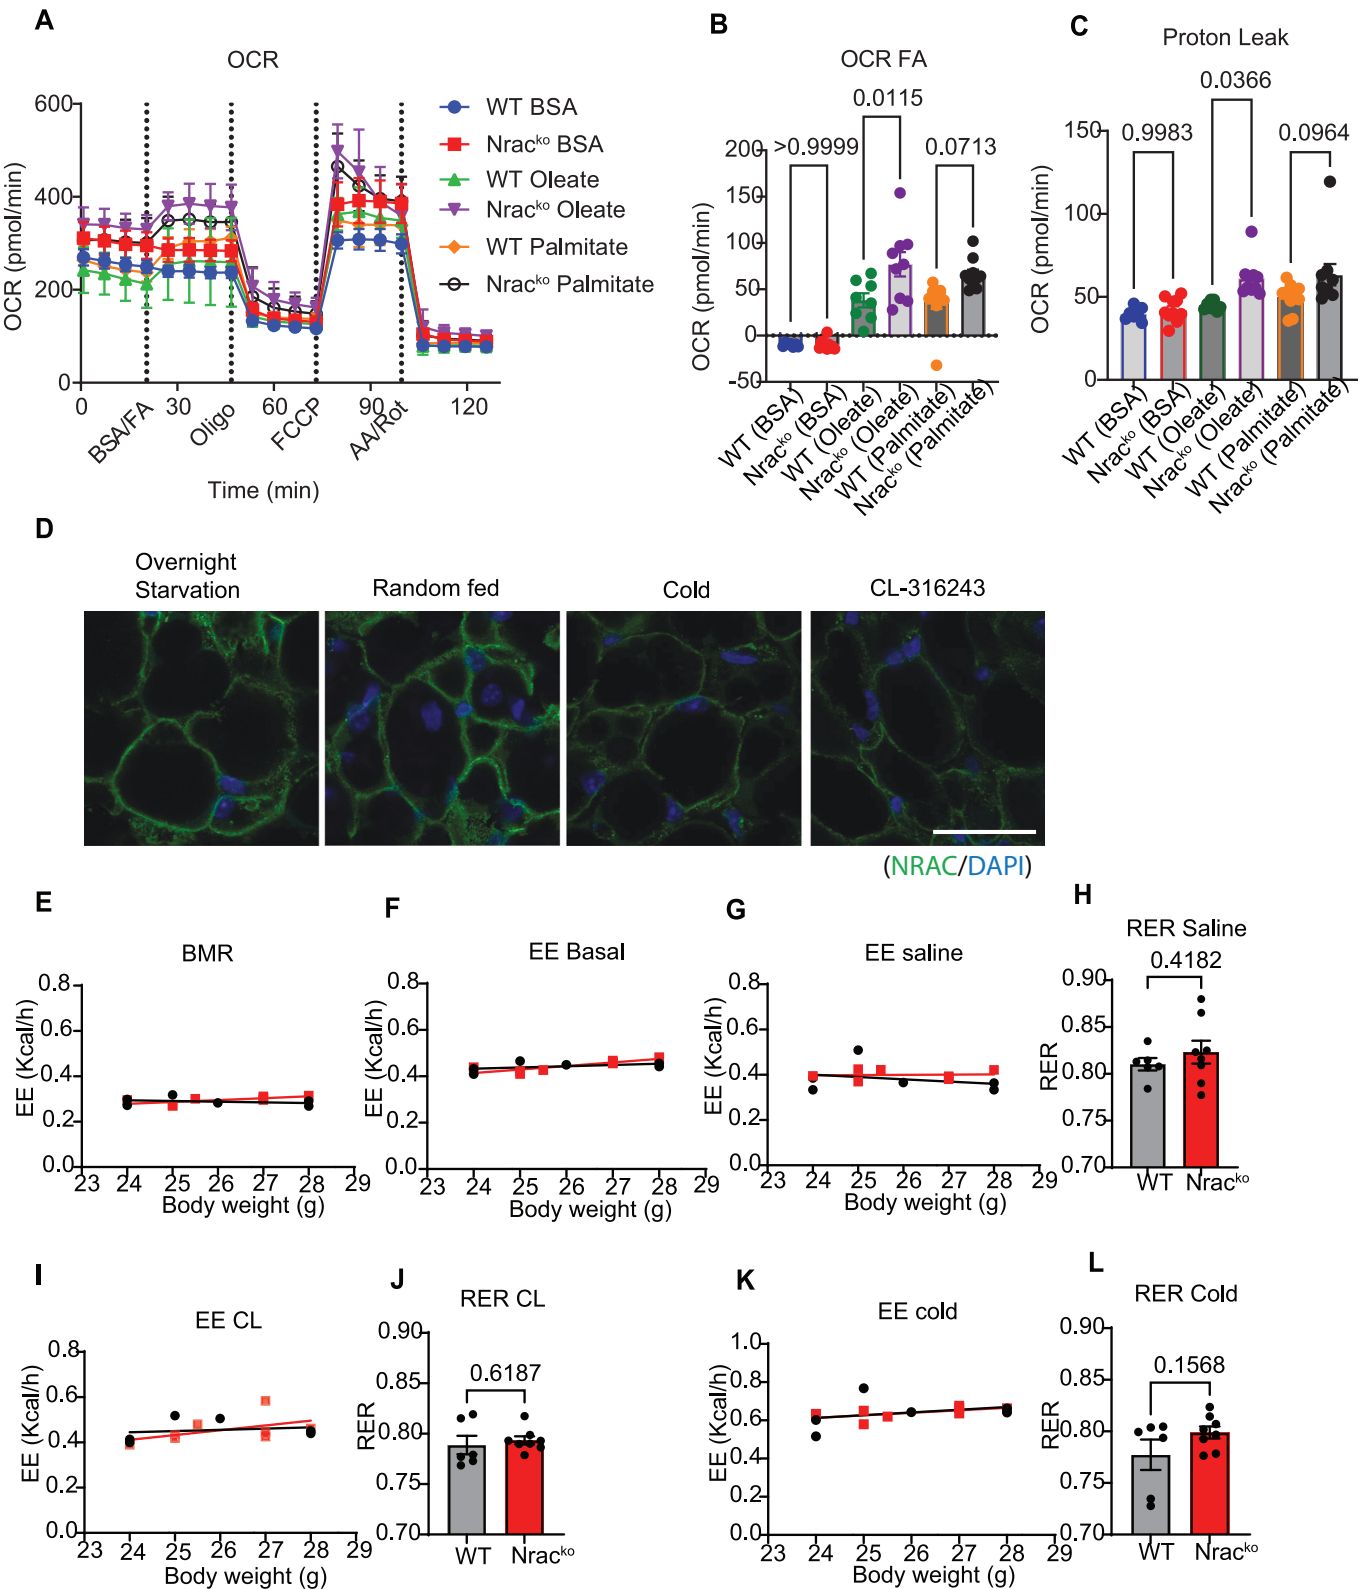 A
OCR
OCR (pmol/min)
600
400
200
0
0
30
60
90
120
BSA/FA
Oligo
FCCP
AA/Rot
Time (min)
WT BSA
Nracᵏᵒ BSA
WT Oleate
Nracᵏᵒ Oleate
WT Palmitate
Nracᵏᵒ Palmitate
B
OCR FA
0.0115
>0.9999
0.0713
OCR (pmol/min)
200
150
100
50
0
-50
WT (BSA)
Nracᵏᵒ (BSA)
WT (Oleate)
Nracᵏᵒ (Oleate)
WT (Palmitate)
Nracᵏᵒ (Palmitate)
C
Proton Leak
0.0366
0.9983
0.0964
OCR (pmol/min)
150
100
50
0
WT (BSA)
Nracᵏᵒ (BSA)
WT (Oleate)
Nracᵏᵒ (Oleate)
WT (Palmitate)
Nracᵏᵒ (Palmitate)
D
Overnight
Starvation
Random fed
Cold
CL-316243
(NRAC/DAPI)
E
BMR
EE (Kcal/h)
0.8
0.6
0.4
0.2
0.0
23 24 25 26 27 28 29
Body weight (g)
F
EE Basal
EE (Kcal/h)
0.8
0.6
0.4
0.2
0.0
23 24 25 26 27 28 29
Body weight (g)
G
EE saline
EE (Kcal/h)
0.8
0.6
0.4
0.2
0.0
23 24 25 26 27 28 29
Body weight (g)
H
RER Saline
0.4182
RER
0.90
0.85
0.80
0.75
0.70
WT
Nracᵏᵒ
I
EE CL
EE (Kcal/h)
0.8
0.6
0.4
0.2
0.0
23 24 25 26 27 28 29
Body weight (g)
J
RER CL
0.6187
RER
0.90
0.85
0.80
0.75
0.70
WT
Nracᵏᵒ
K
EE cold
EE (Kcal/h)
1.0
0.8
0.6
0.4
0.2
0.0
23 24 25 26 27 28 29
Body weight (g)
L
RER Cold
0.1568
RER
0.90
0.85
0.80
0.75
0.70
WT
Nracᵏᵒ